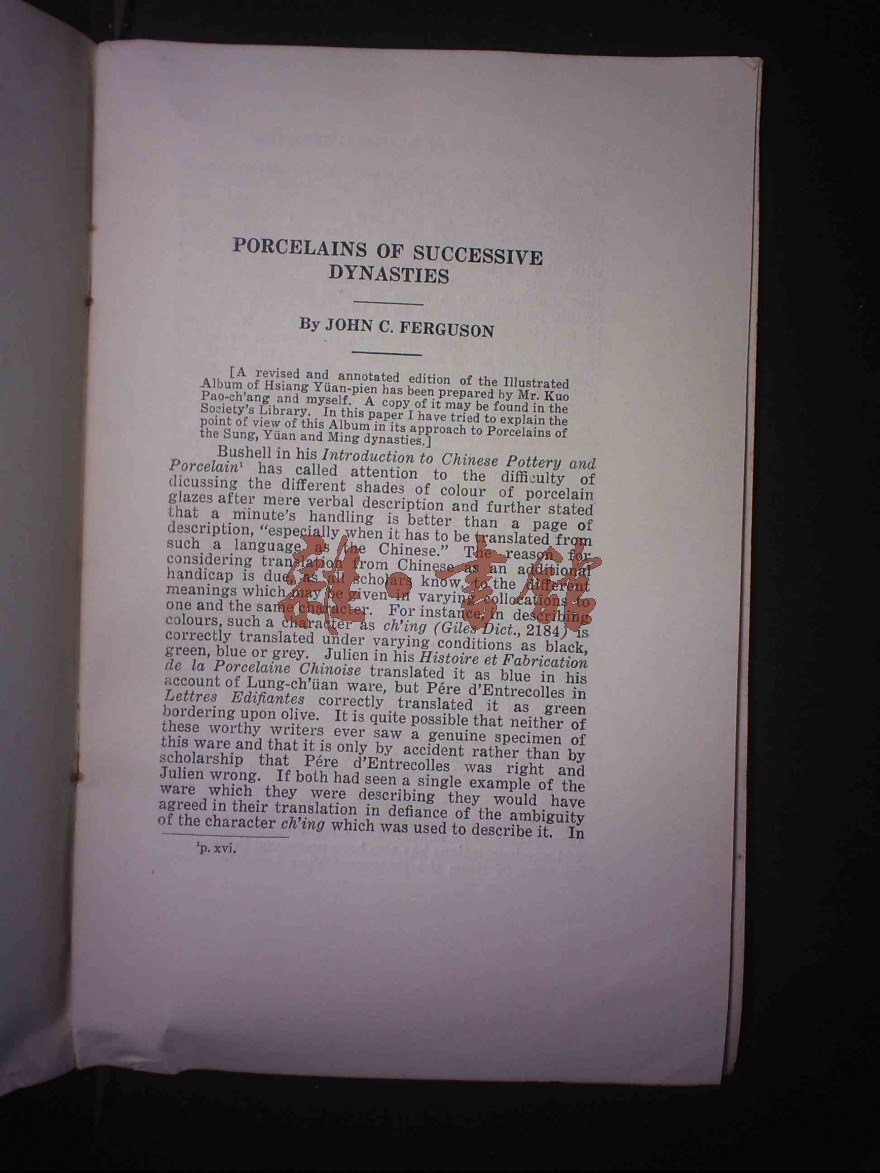 PORCELAINS OF SUCCESSIVE
DYNASTIES
By JOHN C. FERGUSON
[A revised and annotated edition of the Illustrated
Album of Hsiang Yüan-pien has been prepared by Mr. Kuo
Pao-ch'ang and myself. A copy of it may be found in the
Society's Library. In this paper I have tried to explain the
point of view of this Album in its approach to Porcelains of
the Sung, Yüan and Ming dynasties.]
Bushell in his Introduction to Chinese Pottery and
Porcelain¹ has called attention to the difficulty of
dicussing the different shades of colour of porcelain
glazes after mere verbal description and further stated
that a minute's handling is better than a page of
description, "especially when it has to be translated from
such a language as the Chinese." The reason for
considering translation from Chinese as an additional
handicap is due, as all scholars know, to the different
meanings which may be given in varying collocations to
one and the same character. For instance, in describing
colours, such a character as ch'ing (Giles Dict., 2184) is
correctly translated under varying conditions as black,
green, blue or grey. Julien in his Histoire et Fabrication
de la Porcelaine Chinoise translated it as blue in his
account of Lung-ch'üan ware, but Pére d'Entrecolles in
Lettres Edifiantes correctly translated it as green
bordering upon olive. It is quite possible that neither of
these worthy writers ever saw a genuine specimen of
this ware and that it is only by accident rather than by
scholarship that Pére d'Entrecolles was right and
Julien wrong. If both had seen a single example of the
ware which they were describing they would have
agreed in their translation in defiance of the ambiguity
of the character ch'ing which was used to describe it. In
¹p. xvi.